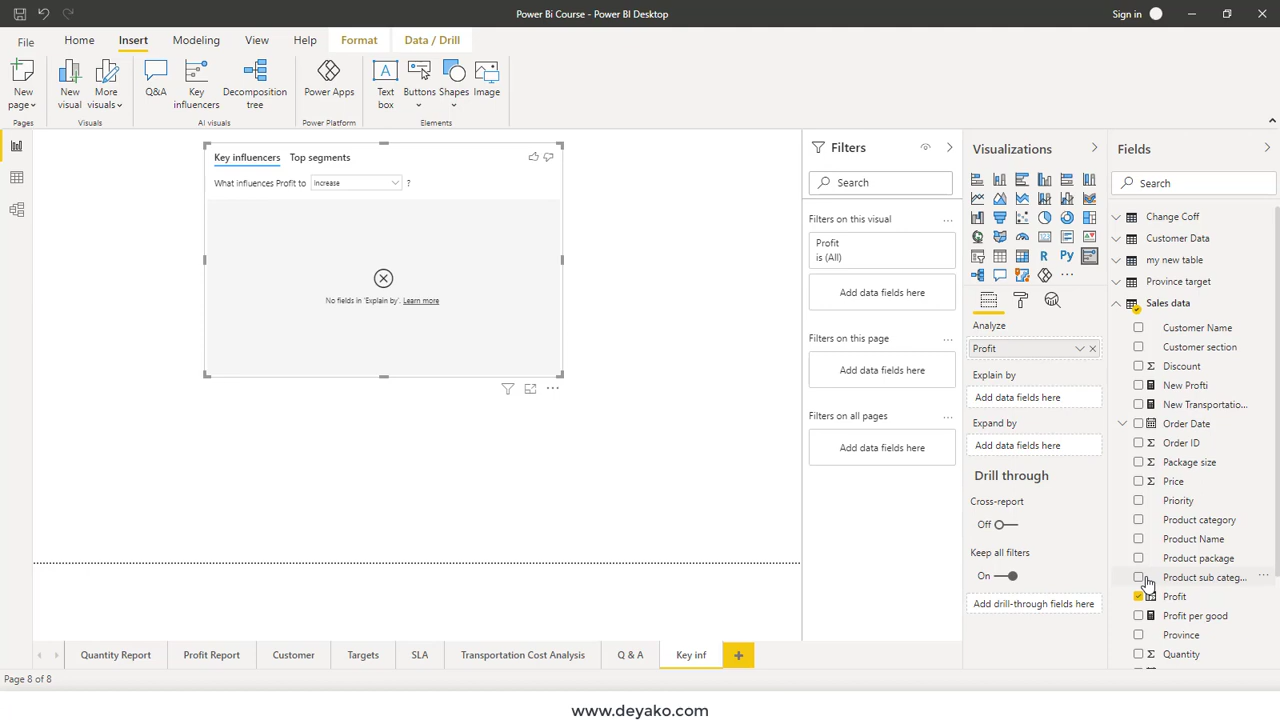 Power Bi Course - Power BI Desktop
Sign in
File
Home
Insert
Modeling
View
Help
Format
Data / Drill
New page
New visual
More visuals
Q&A
Key influencers
Decomposition tree
Power Apps
Text box
Buttons
Shapes
Image
Pages
Visuals
AI visuals
Power Platform
Elements
Key influencers
Top segments
What influences Profit to
Increase
?
No fields in 'Explain by'. Learn more
Filters
Search
Filters on this visual
...
Profit
is (All)
Add data fields here
Filters on this page
...
Add data fields here
Filters on all pages
...
Add data fields here
Visualizations
R
Py
...
Analyze
Profit
Explain by
Add data fields here
Expand by
Add data fields here
Drill through
Cross-report
Off
Keep all filters
On
Add drill-through fields here
Fields
Search
Change Coff
Customer Data
my new table
Province target
Sales data
Customer Name
Customer section
Discount
New Profti
New Transportatio...
Order Date
Order ID
Package size
Price
Priority
Product category
Product Name
Product package
Product sub categ...
Profit
Profit per good
Province
Quantity
Quantity Report
Profit Report
Customer
Targets
SLA
Transportation Cost Analysis
Q & A
Key inf
Page 8 of 8
www.deyako.com